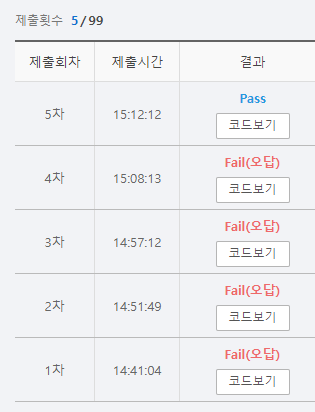 제출횟수 5/99
제출회차 제출시간 결과
Pass
5차 15:12:12
코드보기
Fail(오답)
4차 15:08:13
코드보기
Fail(오답)
3차 14:57:12
코드보기
Fail(오답)
2차 14:51:49
코드보기
Fail(오답)
1차 14:41:04
코드보기